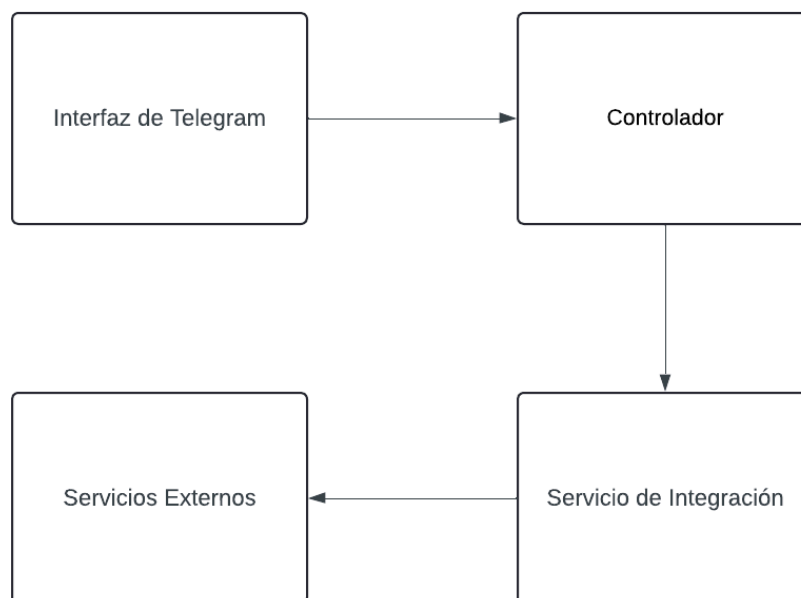 Interfaz de Telegram
Controlador
Servicios Externos
Servicio de Integración